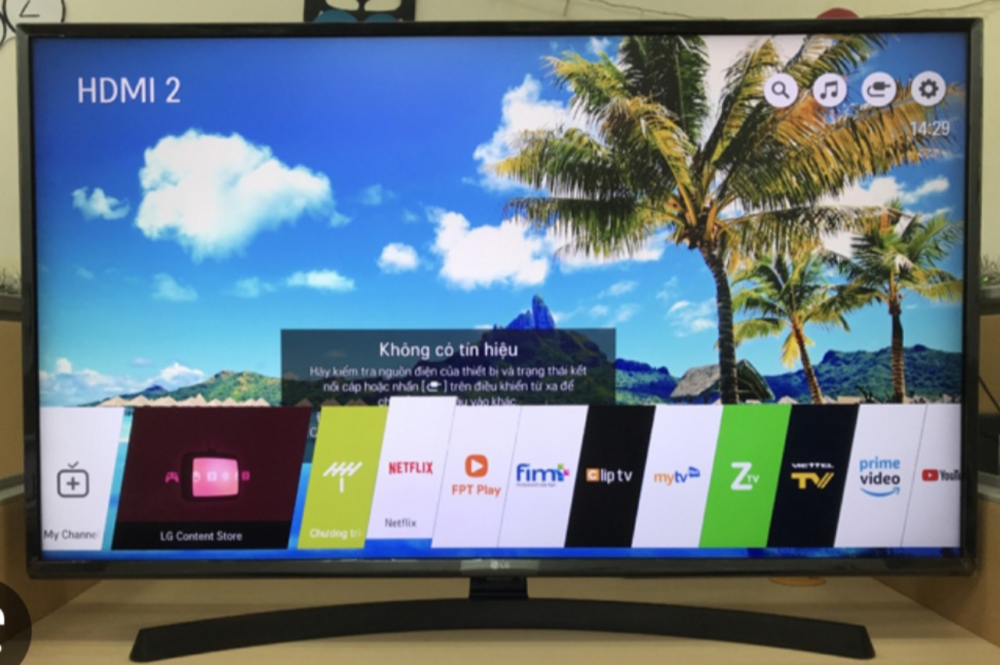 HDMI 2
14:29
Không có tín hiệu
Hãy kiểm tra nguồn điện của thiết bị và trạng thái kết
nối cáp hoặc nhấn [ ] trên điều khiển từ xa để
vào khác.
My Channe
LG Content Store
Chương trì
NETFLIX
Netflix
FPT Play
fim+
Clip tv
mytv
Z TV
VIETTEL
TV
prime
video
YouTu
LG